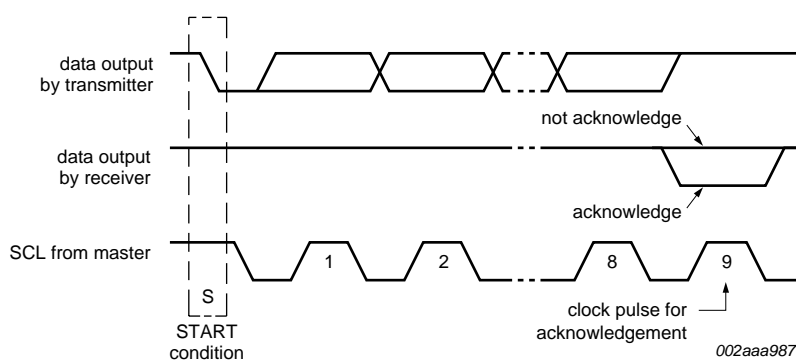 data output
by transmitter
not acknowledge
data output
by receiver
acknowledge
SCL from master
1
2
8
9
S
START
condition
clock pulse for
acknowledgement
002aaa987